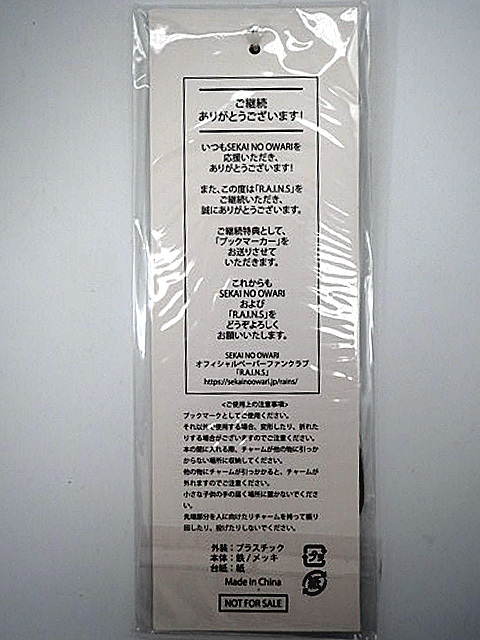 ご継続
ありがとうございます!
いつもSEKAI NO OWARIを
応援いただき、
ありがとうございます!
また、この度は「R.A.I.N.S」を
ご継続いただき、
誠にありがとうございます。
ご継続特典として、
「ブックマーカー」を
お送りさせて
いただきます。
これからも
SEKAI NO OWARI
および
「R.A.I.N.S」を
どうぞよろしく
お願いいたします。
SEKAI NO OWARI
オフィシャルペーパーファンクラブ
「R.A.I.N.S」
https://sekainoowari.jp/rains/
<ご使用上の注意事項>
ブックマークとしてご使用ください。
それ以外で使用する場合、変形したり、折れた
りする場合がございますのでご注意ください。
本の間に入れる際、チャームが他の物に引っか
からない場所に収納してください。
他の物にチャームが引っかかると、チャームが
外れますのでご注意ください。
小さな子供の手の届く場所に置かないでくださ
い。
先端部分を人に向けたりチャームを持って振り
回したり、投げたりしないでください。
外装:プラスチック
本体:鉄/メッキ
台紙:紙
プラ
紙
Made in China
NOT FOR SALE